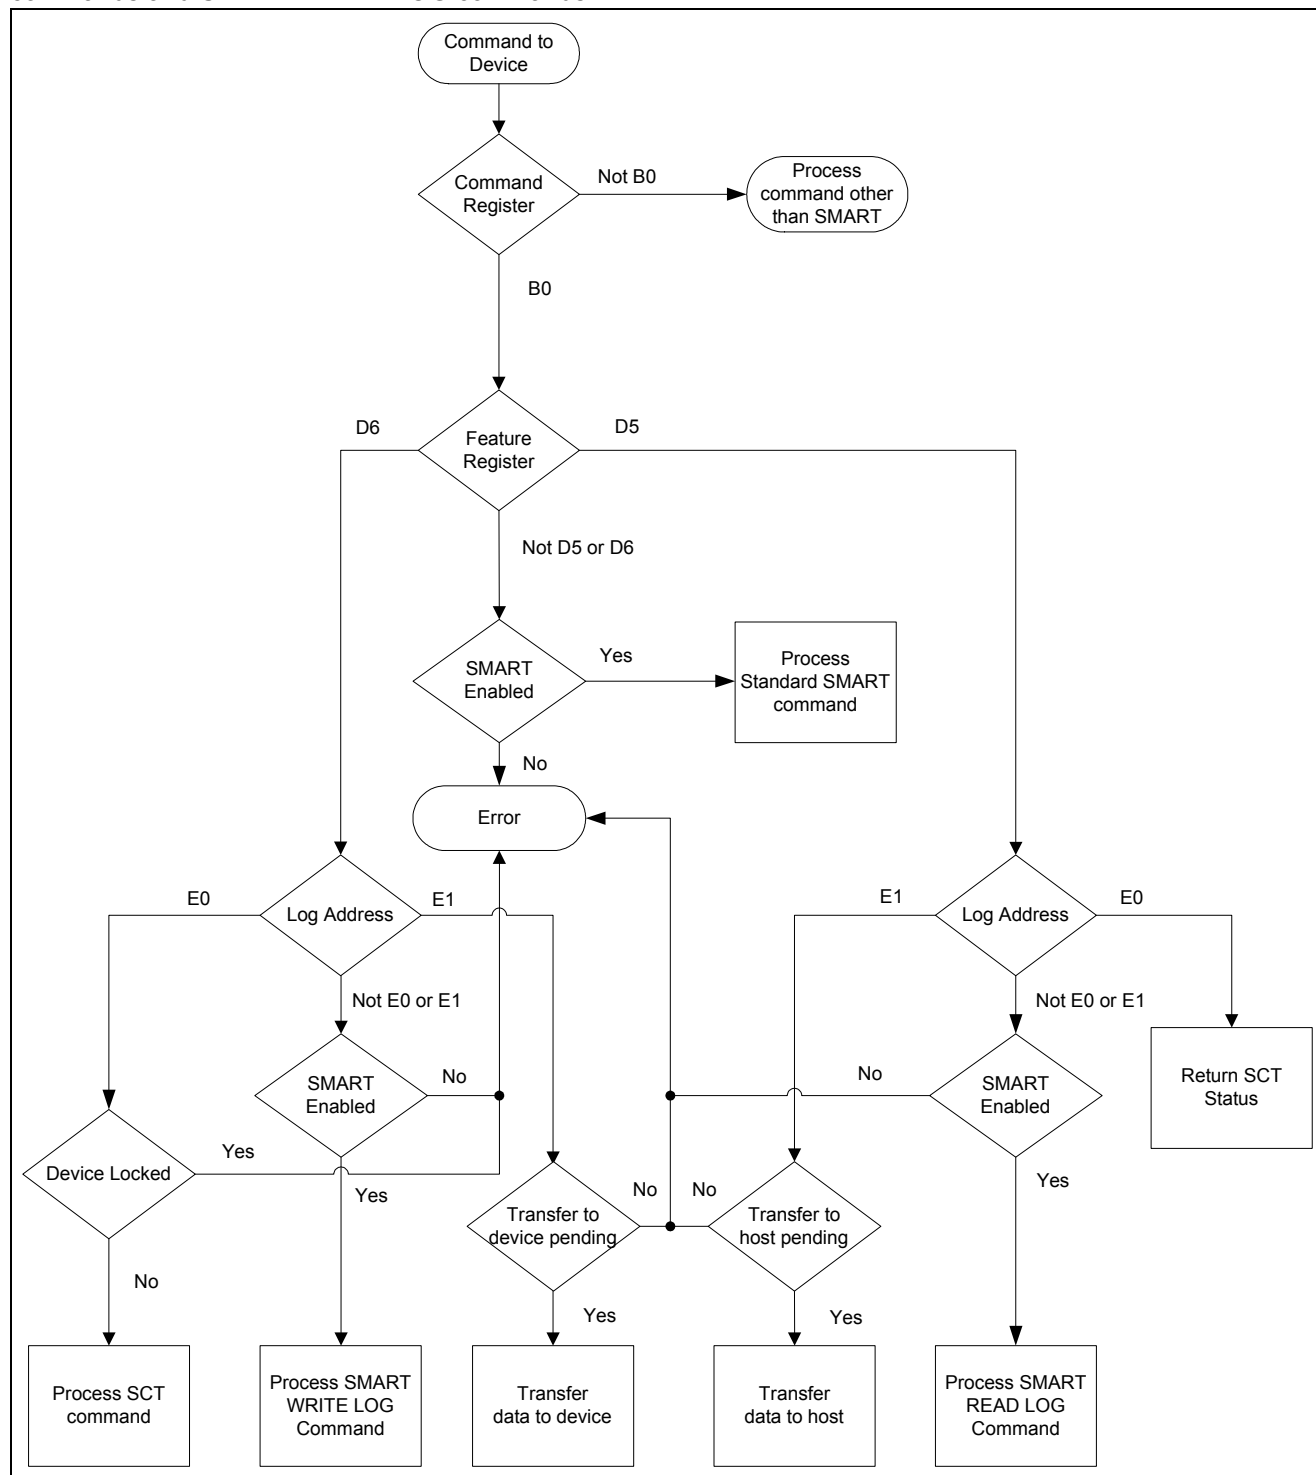 Command to
Device
Command
Register
Not B0
Process
command other
than SMART
B0
D6
Feature
Register
D5
Not D5 or D6
SMART
Enabled
Yes
Process
Standard SMART
command
No
Error
E0
Log Address
E1
E1
Log Address
E0
Not E0 or E1
Not E0 or E1
SMART
Enabled
No
No
SMART
Enabled
Return SCT
Status
Device Locked
Yes
Yes
No
No
Yes
Transfer to
device pending
Transfer to
host pending
No
Yes
Yes
Process SCT
command
Process SMART
WRITE LOG
Command
Transfer
data to device
Transfer
data to host
Process SMART
READ LOG
Command